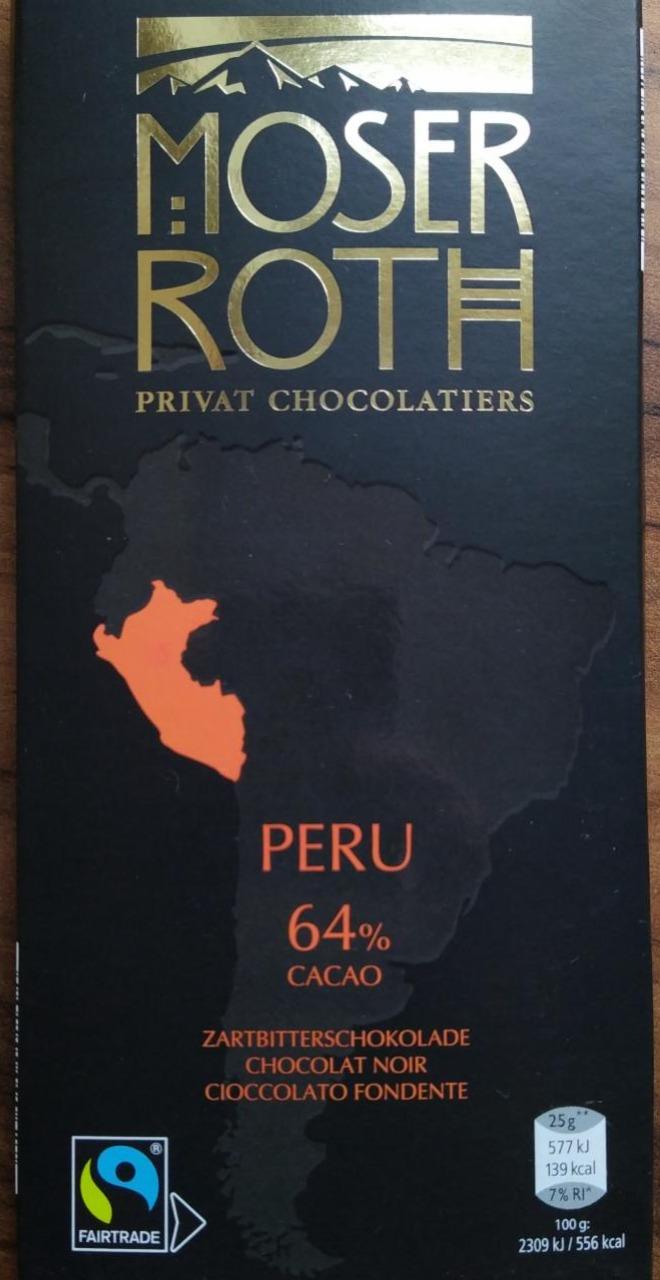 MOSER
ROTH
PRIVAT CHOCOLATIERS
PERU
64%
CACAO
ZARTBITTERSCHOKOLADE
CHOCOLAT NOIR
CIOCCOLATO FONDENTE
FAIRTRADE
®
25g**
577 kJ
139 kcal
7% RI*
100 g:
2309 kJ / 556 kcal